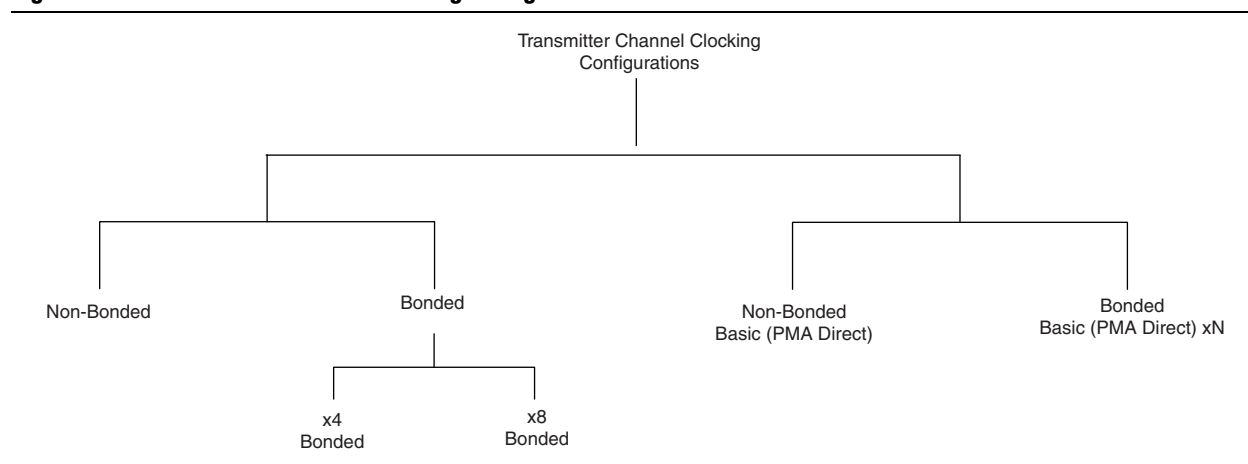 Transmitter Channel Clocking
Configurations
Non-Bonded
Bonded
Non-Bonded
Basic (PMA Direct)
Bonded
Basic (PMA Direct) xN
x4
Bonded
x8
Bonded